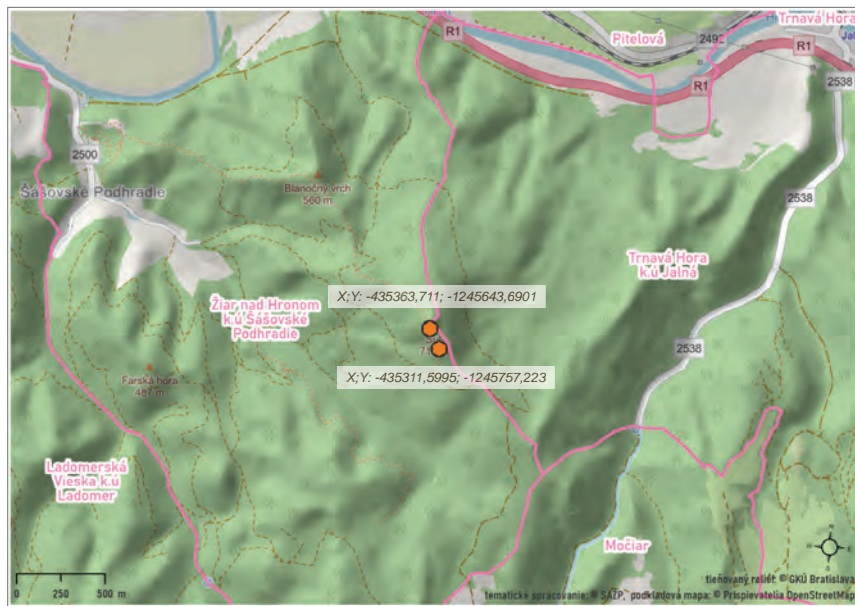 Trnavá Hora
R1
Pitelová
2492
R1
Jal
R1
2538
2500
Šášovské Podhradie
Blanočný vrch
560 m
2538
Trnavá Hora
k.ú Jalná
X;Y: -435363,711; -1245643,6901
Žiar nad Hronom
k.ú Šášovské
Podhradie
2538
X;Y: -435311,5995; -1245757,223
Farská hora
487 m
Ladomerská
Vieska k.ú
Ladomer
Močiar
0 250 500 m
tieňovaný reliéf: © GKÚ Bratislava
tematické spracovanie: © SAŽP, podkladová mapa: © Prispievatelia OpenStreetMap